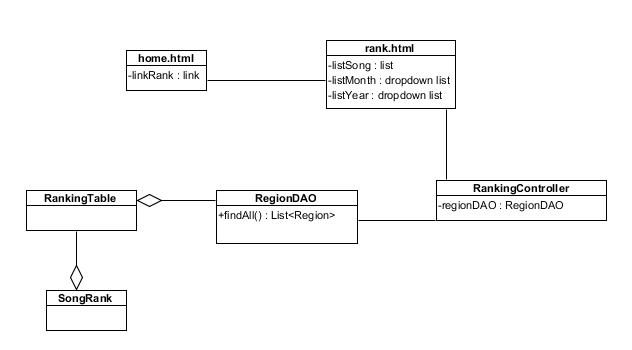 home.html
-linkRank : link
rank.html
-listSong : list
-listMonth : dropdown list
-listYear : dropdown list
RankingTable
RegionDAO
+findAll() : List<Region>
RankingController
-regionDAO : RegionDAO
SongRank